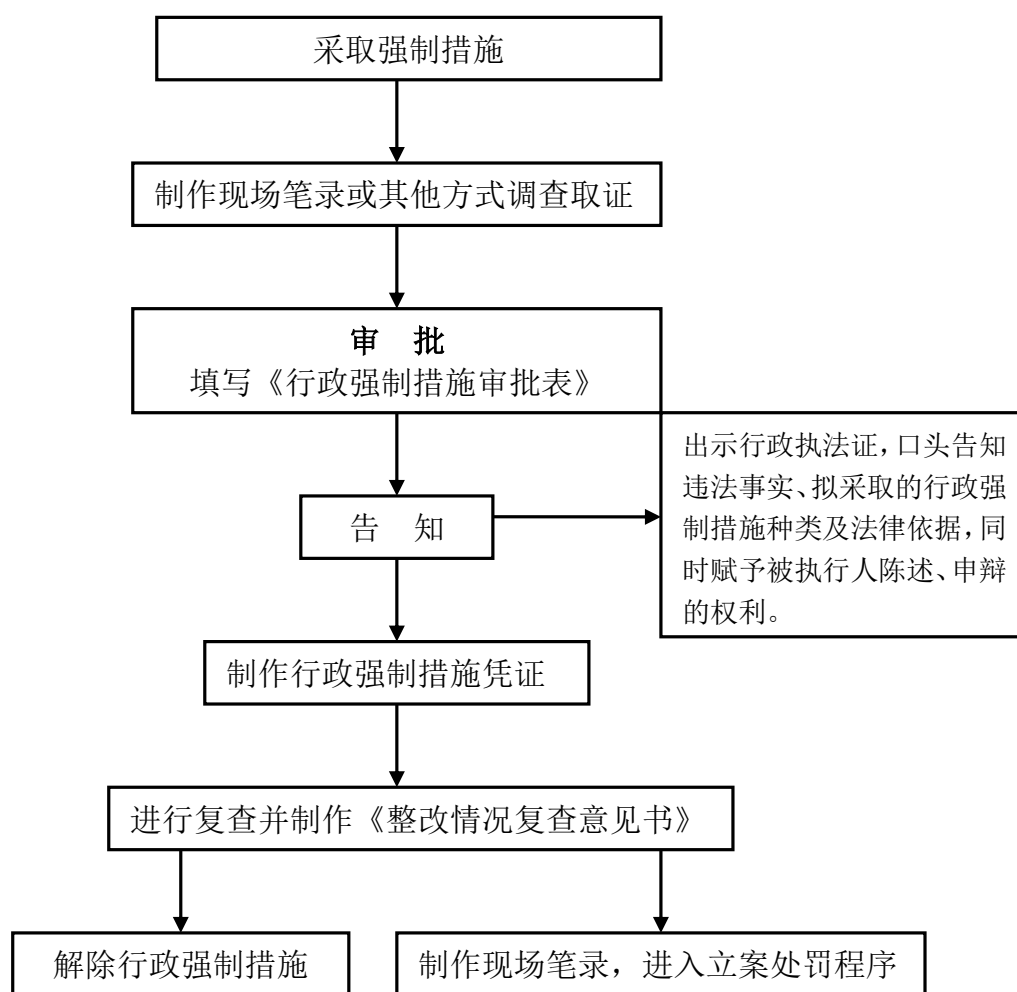 采取强制措施
制作现场笔录或其他方式调查取证
审 批
填写《行政强制措施审批表》
出示行政执法证，口头告知
违法事实、拟采取的行政强
制措施种类及法律依据，同
时赋予被执行人陈述、申辩
的权利。
告 知
制作行政强制措施凭证
进行复查并制作《整改情况复查意见书》
解除行政强制措施
制作现场笔录，进入立案处罚程序